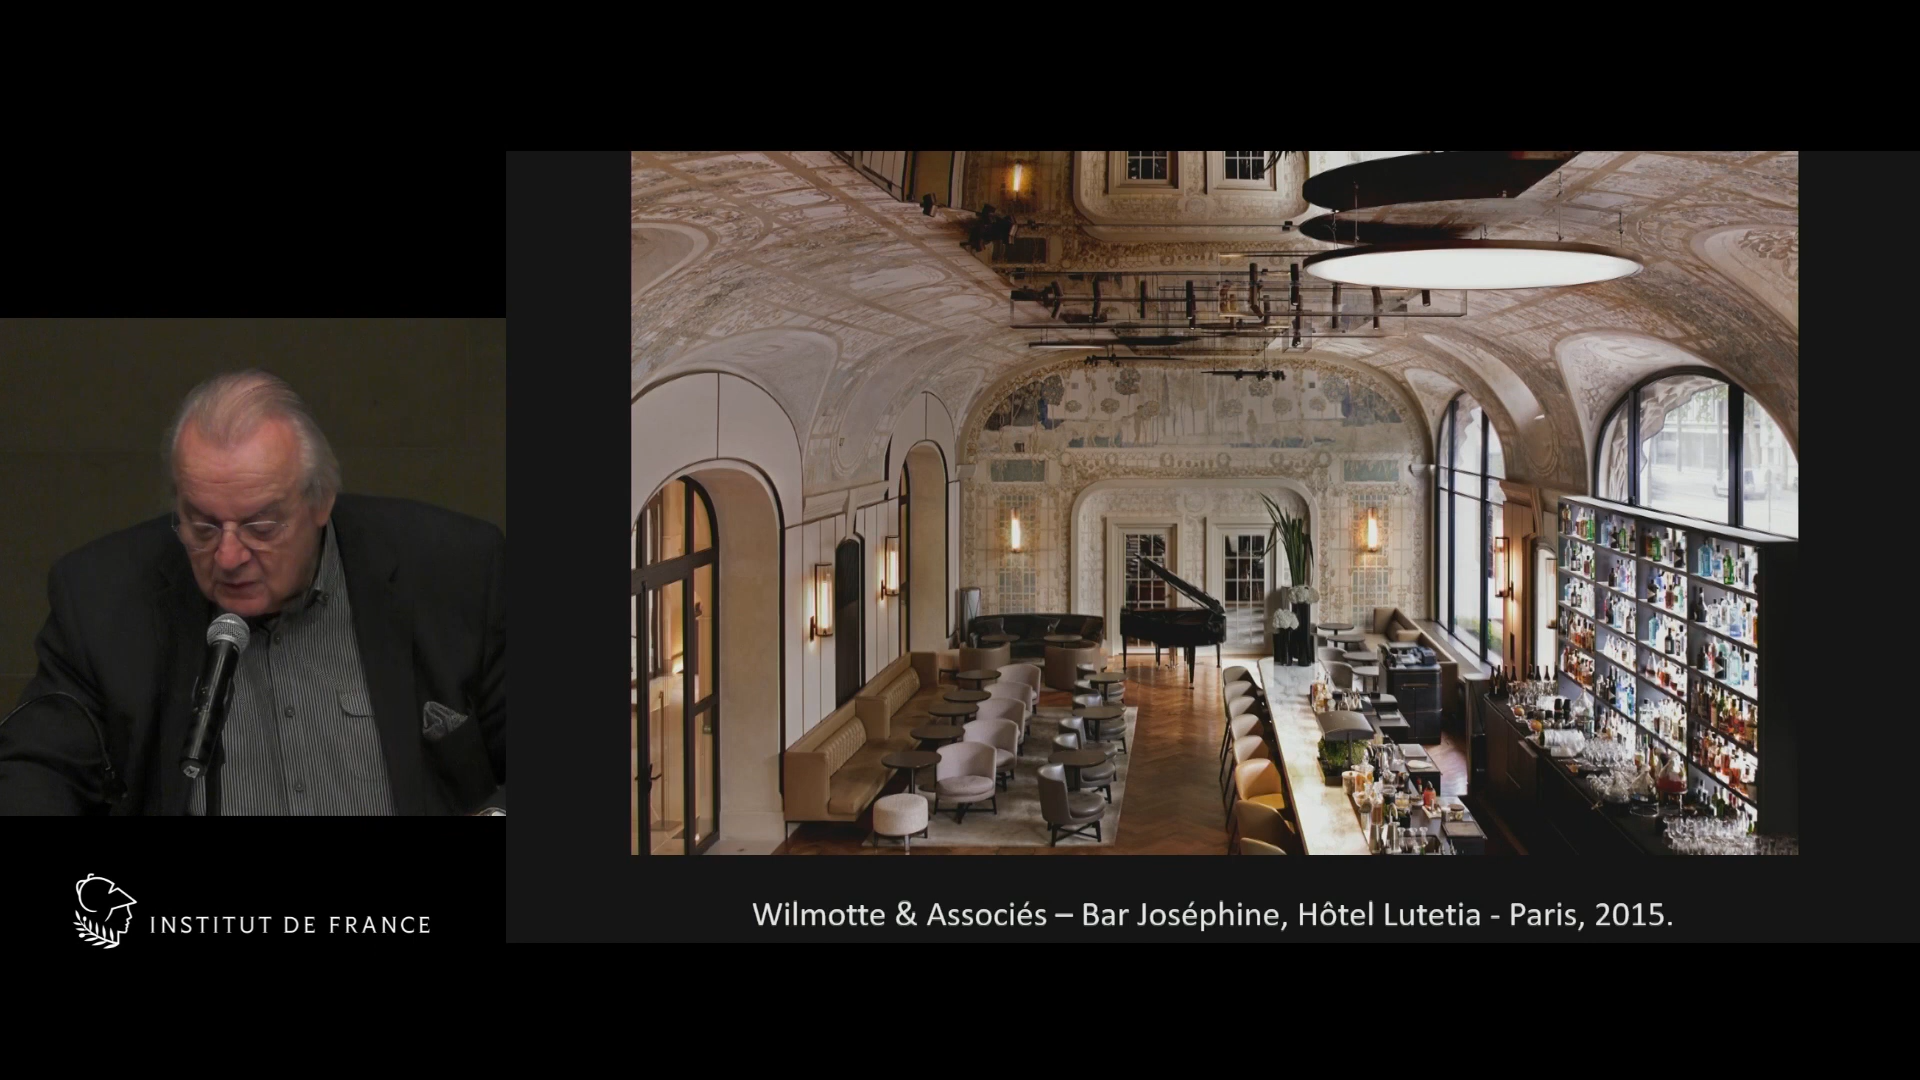 INSTITUT DE FRANCE
Wilmotte & Associés – Bar Joséphine, Hôtel Lutetia - Paris, 2015.